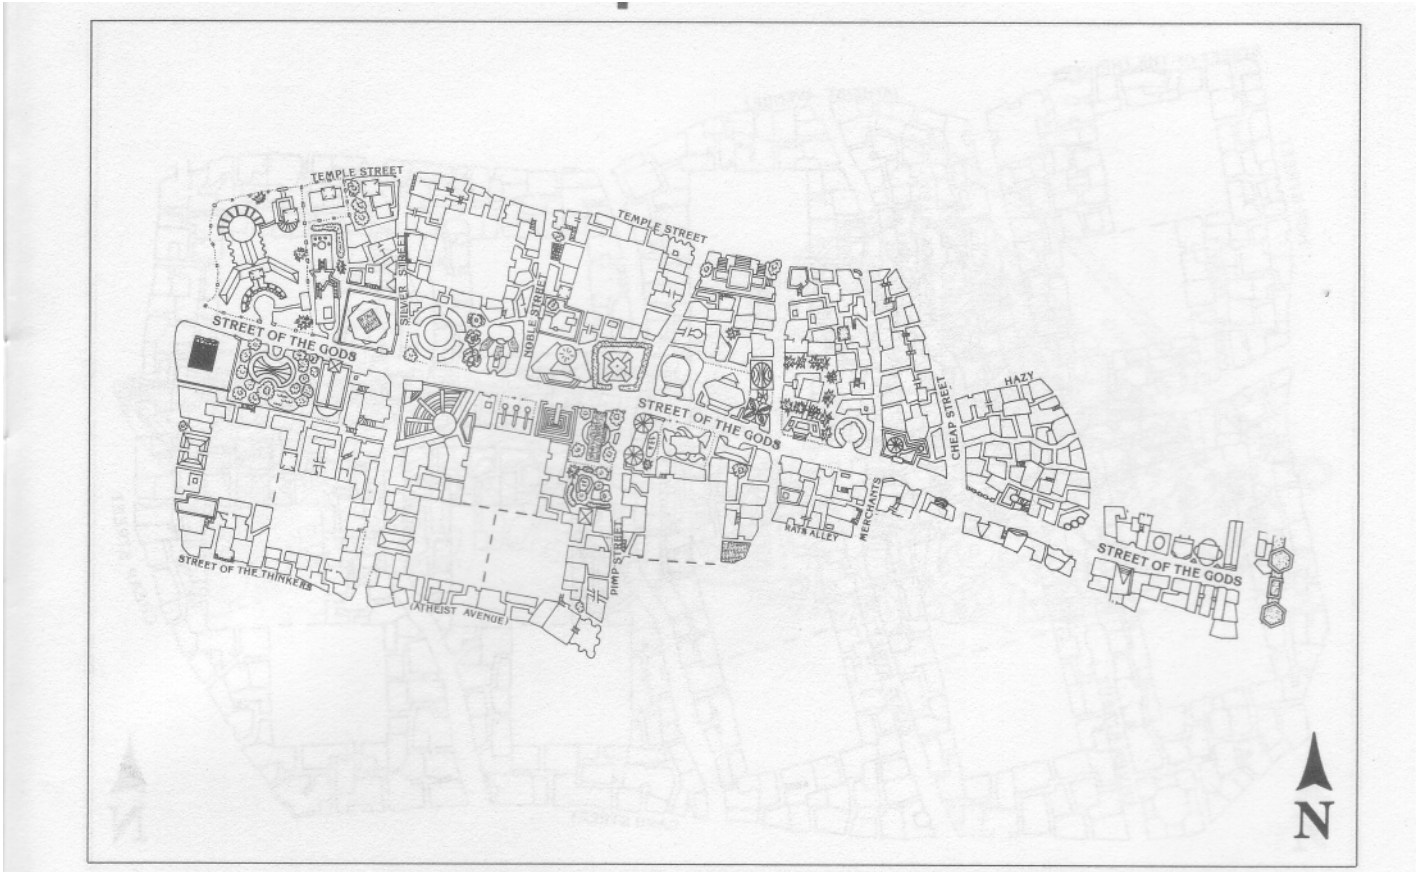 TEMPLE STREET
TEMPLE STREET
SILVER STREET
NOBLE STREET
STREET OF THE GODS
STREET OF THE GODS
CHEAP STREET
HAZY
MERCHANTS
RATS ALLEY
STREET OF THE GODS
PIMP STREET
STREET OF THE THINKERS
(ATHEIST AVENUE)
N